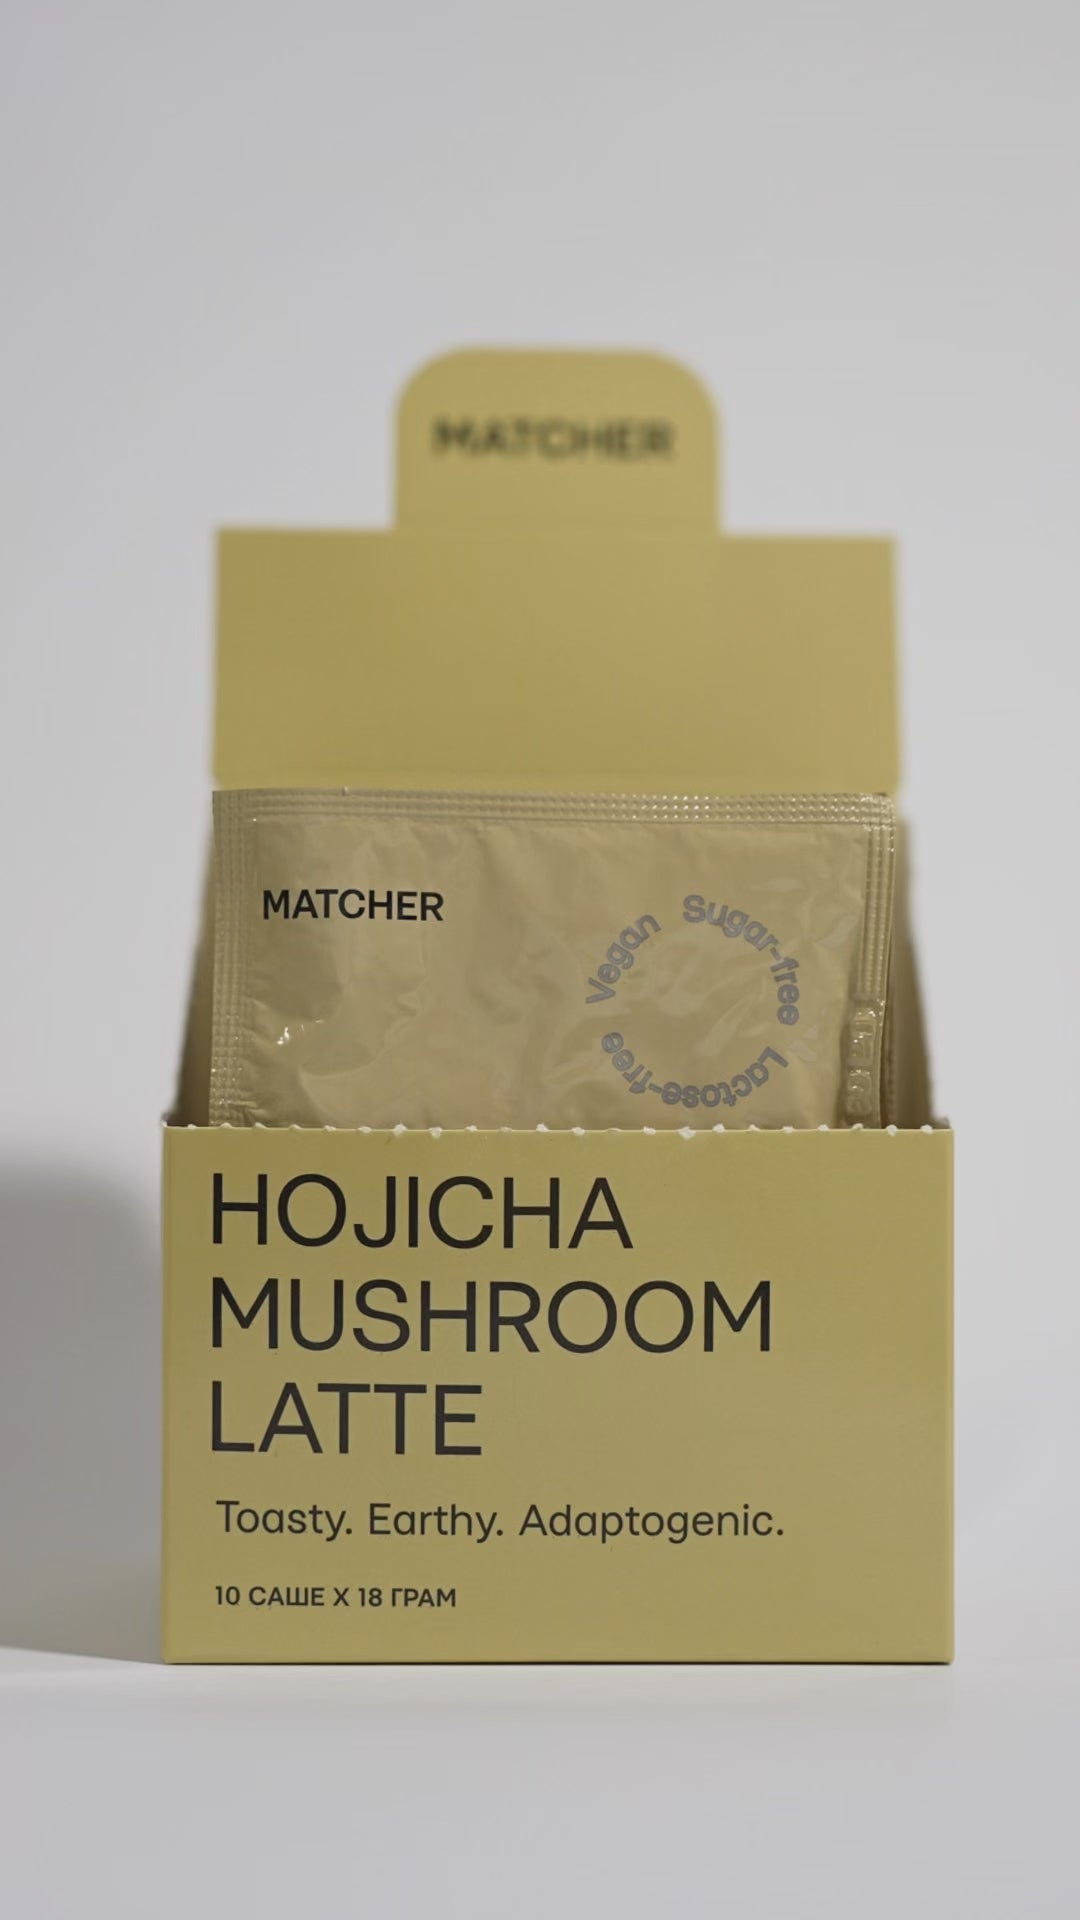 MATCHER
MATCHER
Vegan Sugar-free Lactose-free
HOJICHA
MUSHROOM
LATTE
Toasty. Earthy. Adaptogenic.
10 САШЕ X 18 ГРАМ